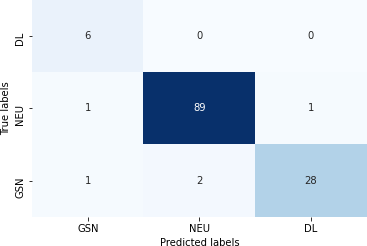 DL 6 0 0
True labels
NEU 1 89 1
GSN 1 2 28
GSN NEU DL
Predicted labels